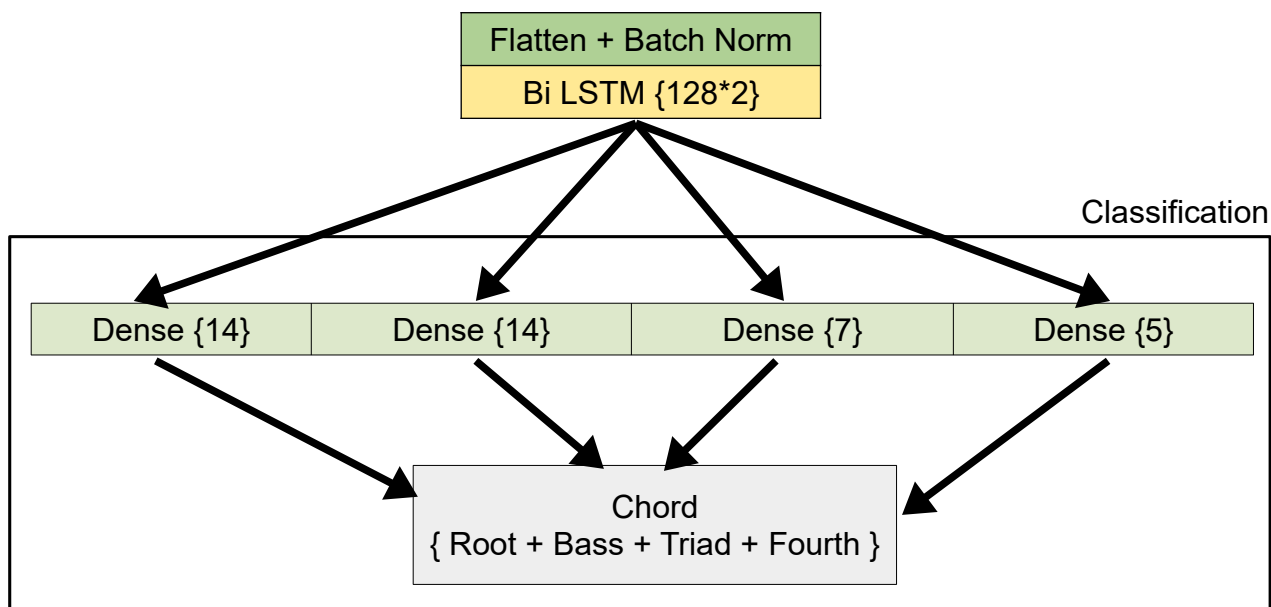 Flatten + Batch Norm
Bi LSTM {128*2}
Classification
Dense {14}
Dense {14}
Dense {7}
Dense {5}
Chord
{ Root + Bass + Triad + Fourth }